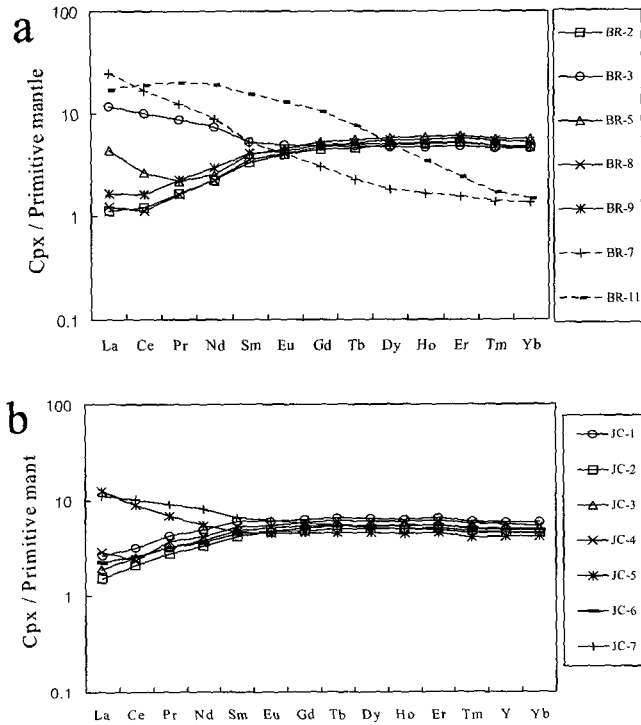 a
Cpx / Primitive mantle
100
10
1
0.1
La Ce Pr Nd Sm Eu Gd Tb Dy Ho Er Tm Yb
BR-2
BR-3
BR-5
BR-8
BR-9
BR-7
BR-11
b
Cpx / Primitive mant
100
10
1
0.1
La Ce Pr Nd Sm Eu Gd Tb Dy Ho Er Tm Y Yb
JC-1
JC-2
JC-3
JC-4
JC-5
JC-6
JC-7